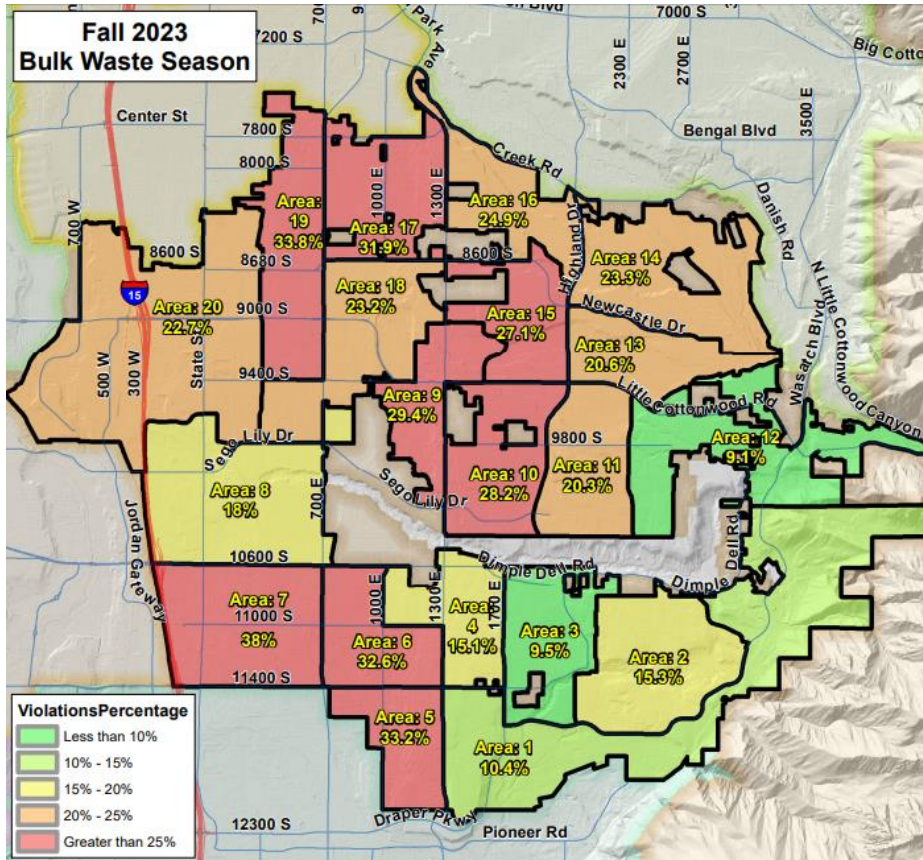 Fall 2023
Bulk Waste Season
7000 S
7200 S
Park Ave
2300 E
2700 E
3500 E
Big Cotto
Center St
7800 S
8000 S
Bengal Blvd
Creek Rd
Danish Rd
700 W
1000 E
1300 E
Area:
19
33.8%
Area: 17
31.9%
Area: 16
24.9%
Highland Dr
Area: 14
23.3%
N Little Cottonwood Canyon
8600 S
8600 S
8680 S
Area: 18
23.2%
15
Area: 20
22.7%
9000 S
Area: 15
27.1%
Newcastle Dr
Area: 13
20.6%
Wasatch Blvd
500 W
300 W
State St
9400 S
Area: 9
29.4%
Little Cottonwood Rd
Sego Lily Dr
9800 S
Area: 12
9.1%
Area: 8
18%
700 E
Sego Lily Dr
Area: 10
28.2%
Area: 11
20.3%
Jordan Gateway
10600 S
Dimple Dell Rd
Dimple Dell Rd
Area: 7
38%
11000 S
1000 E
1300 E
1700 E
Area: 6
32.6%
Area:
4
15.1%
Area: 3
9.5%
Area: 2
15.3%
11400 S
Area: 5
33.2%
Area: 1
10.4%
ViolationsPercentage
Less than 10%
10% - 15%
15% - 20%
20% - 25%
Greater than 25%
Draper Pkwy
12300 S
Pioneer Rd